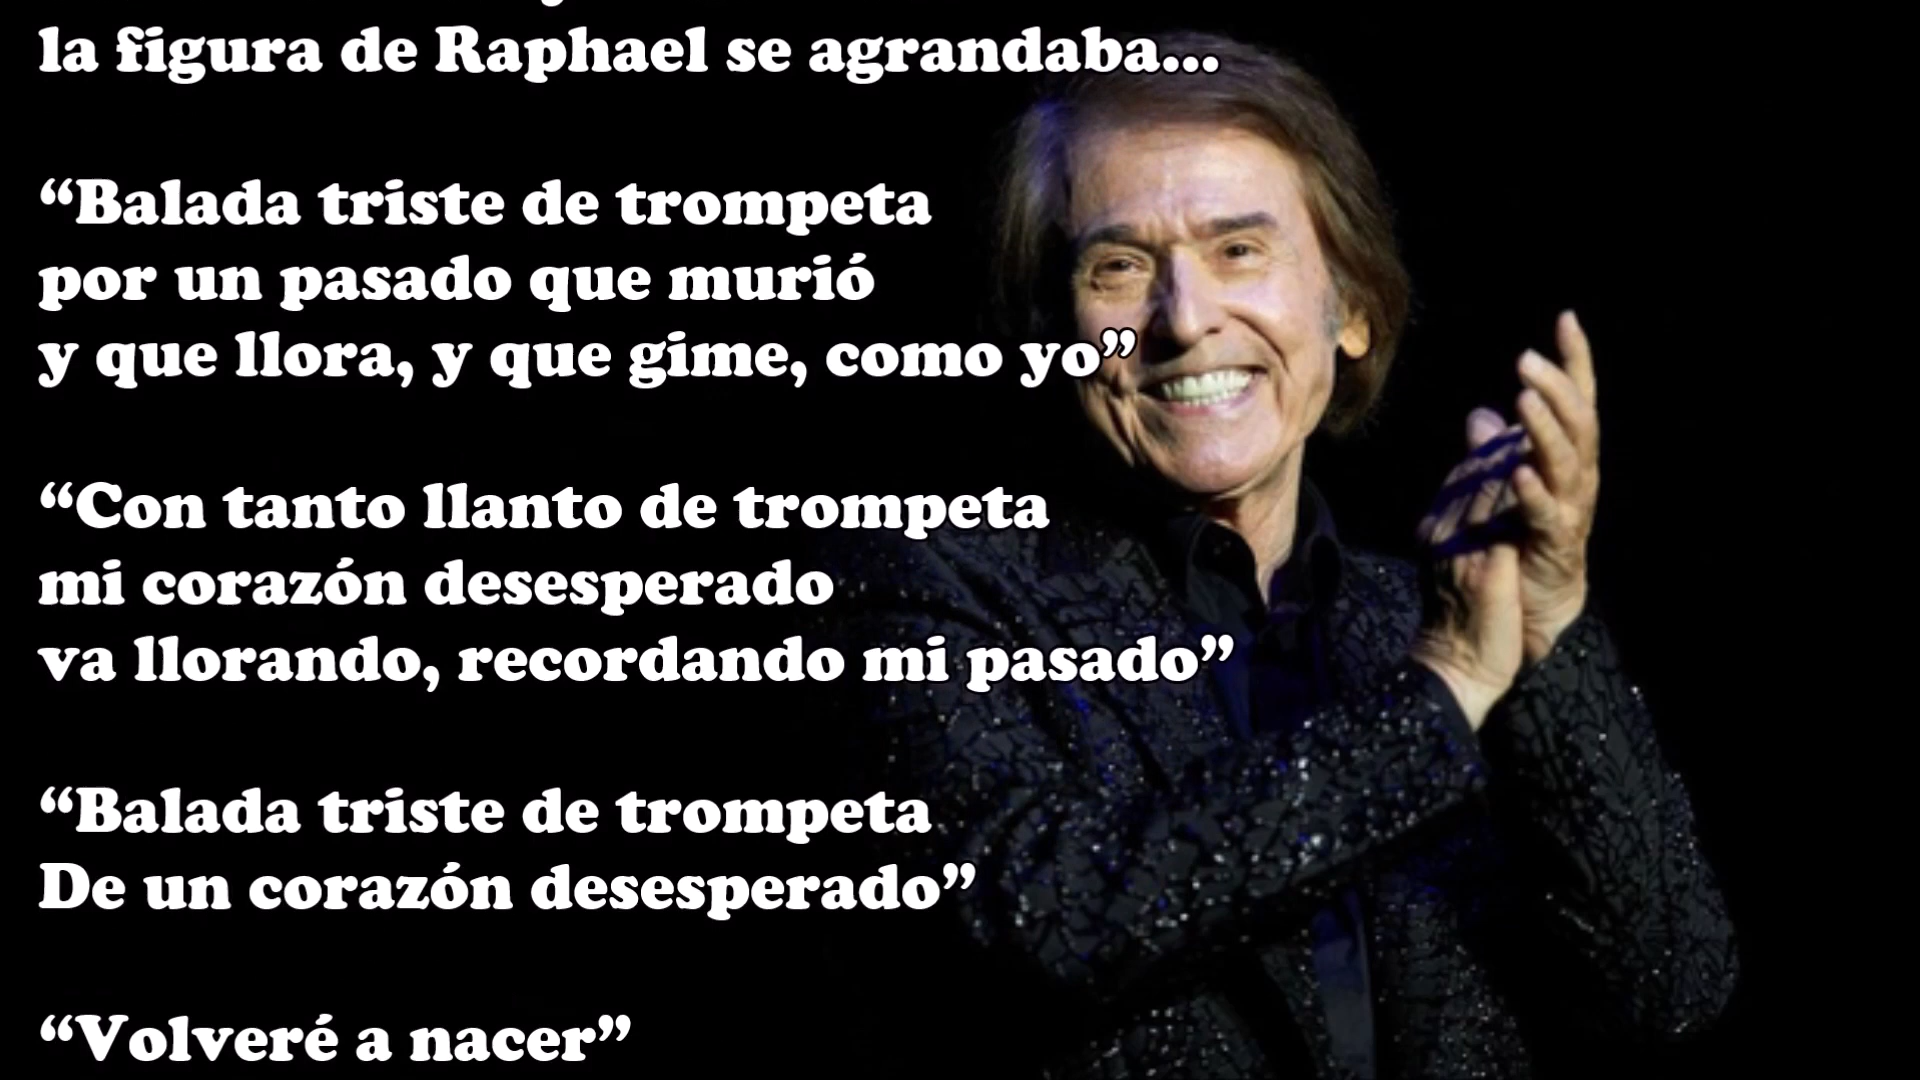 la figura de Raphael se agrandaba...
“Balada triste de trompeta
por un pasado que murió
y que llora, y que gime, como yo”
“Con tanto llanto de trompeta
mi corazón desesperado
va llorando, recordando mi pasado”
“Balada triste de trompeta
De un corazón desesperado”
“Volveré a nacer”